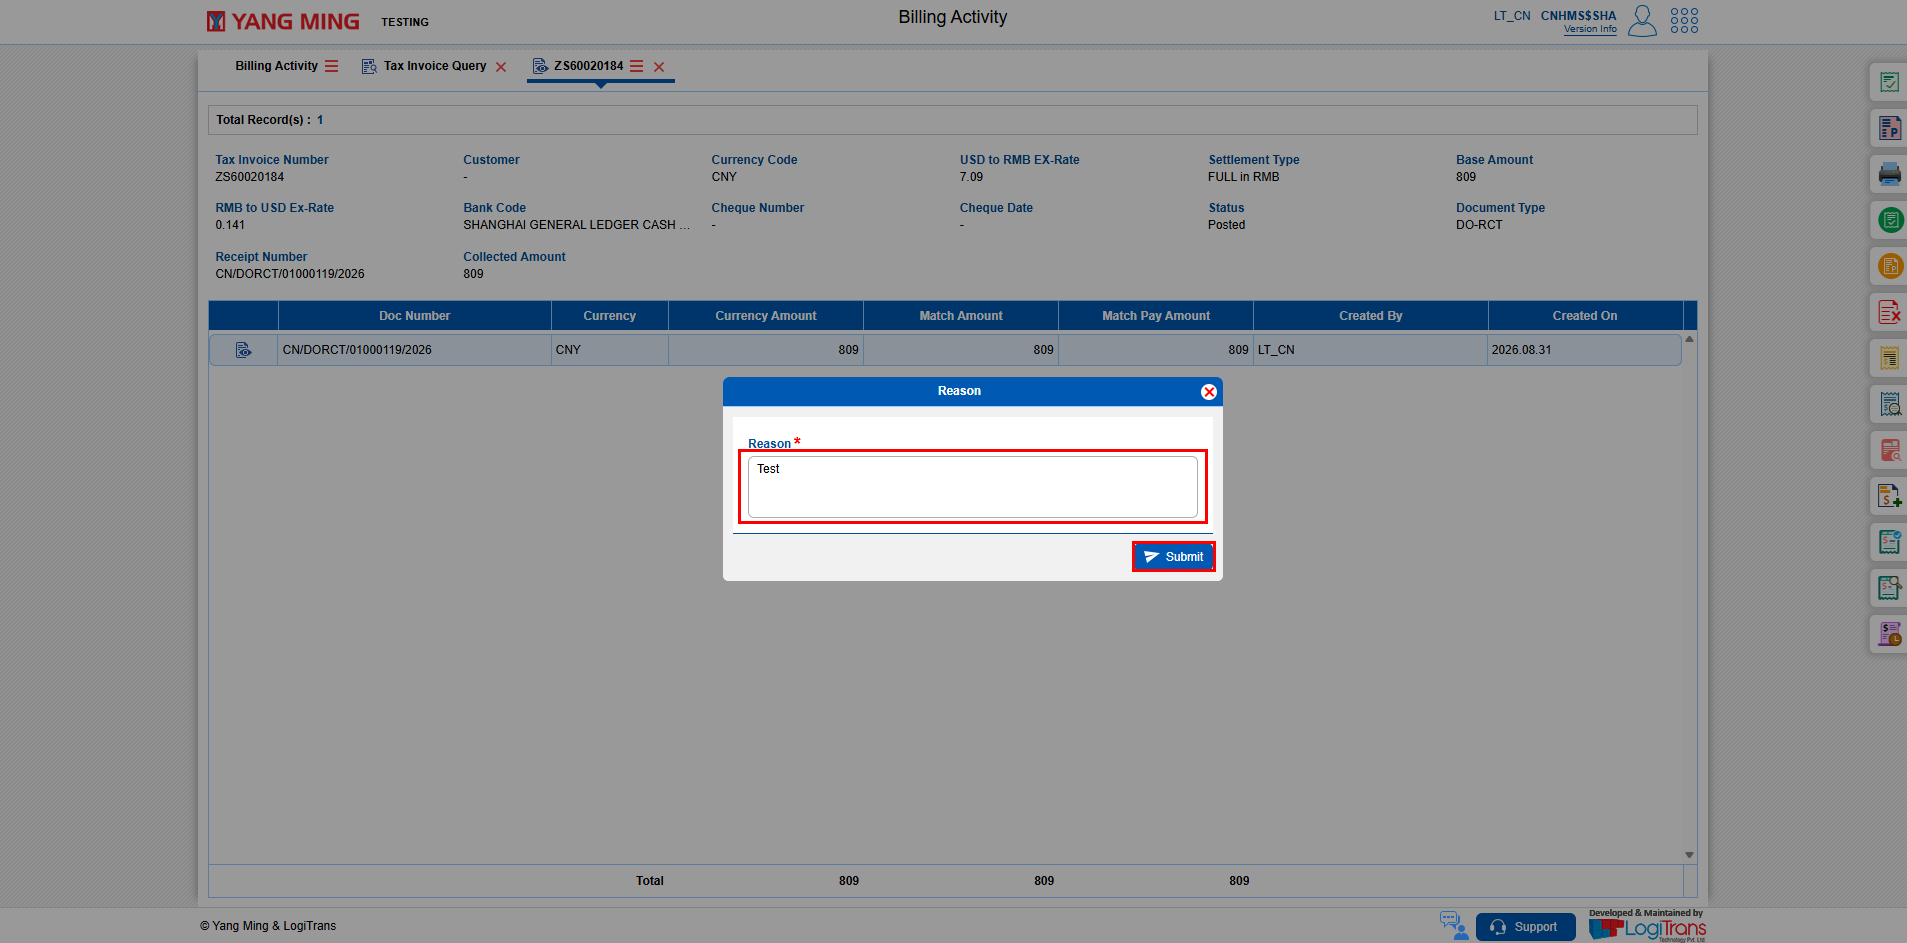 YANG MING TESTING
Billing Activity
LT_CN CNHMS$SHA
Version Info
Billing Activity
Tax Invoice Query
ZS60020184
Total Record(s) : 1
Tax Invoice Number Customer Currency Code USD to RMB EX-Rate Settlement Type Base Amount
ZS60020184 - CNY 7.09 FULL in RMB 809
RMB to USD Ex-Rate Bank Code Cheque Number Cheque Date Status Document Type
0.141 SHANGHAI GENERAL LEDGER CASH ... - - Posted DO-RCT
Receipt Number Collected Amount
CN/DORCT/01000119/2026 809
Doc Number Currency Currency Amount Match Amount Match Pay Amount Created By Created On
CN/DORCT/01000119/2026 CNY 809 809 809 LT_CN 2026.08.31
Reason
Reason *
Test
Submit
Total 809 809 809
© Yang Ming & LogiTrans
Support
Developed & Maintained by
LogiTrans
Technology Pvt. Ltd.